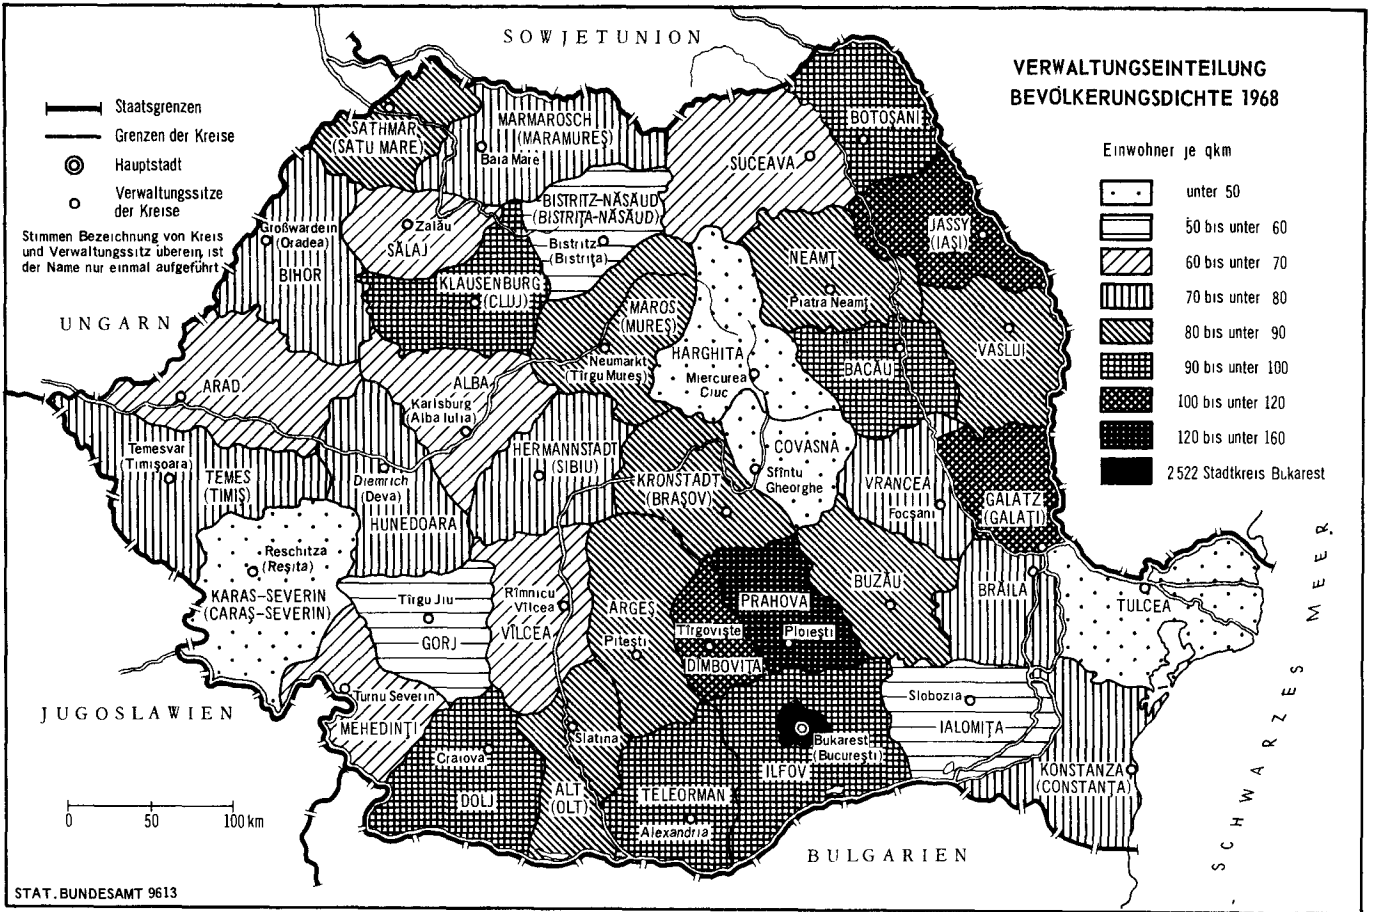 SOWJETUNION
VERWALTUNGSEINTEILUNG
BEVÖLKERUNGSDICHTE 1968
Staatsgrenzen
Grenzen der Kreise
Hauptstadt
Verwaltungssitze
der Kreise
Stimmen Bezeichnung von Kreis
und Verwaltungssitz überein, ist
der Name nur einmal aufgeführt
Einwohner je qkm
unter 50
50 bis unter 60
60 bis unter 70
70 bis unter 80
80 bis unter 90
90 bis unter 100
100 bis unter 120
120 bis unter 160
2 522 Stadtkreis Bukarest
SATHMAR
(SATU MARE)
MARMAROSCH
(MARAMUREȘ)
Baia Mare
SUCEAVA
BOTOȘANI
Großwardein
(Oradea)
BIHOR
Zalău
SĂLAJ
BISTRITZ-NĂSĂUD
(BISTRIȚA-NĂSĂUD)
Bistritz
(Bistrița)
JASSY
(IAȘI)
KLAUSENBURG
(CLUJ)
NEAMȚ
Piatra Neamț
MAROS
(MUREȘ)
Neumarkt
(Tîrgu Mureș)
UNGARN
HARGHITA
Miercurea
Ciuc
BACĂU
VASLUI
ARAD
ALBA
Karlsburg
(Alba Iulia)
Temesvar
(Timișoara)
TEMES
(TIMIȘ)
Diemrich
(Deva)
HUNEDOARA
HERMANNSTADT
(SIBIU)
KRONSTADT
(BRAȘOV)
COVASNA
Sfîntu
Gheorghe
VRANCEA
Focșani
GALATZ
(GALAȚI)
Reschitza
(Reșița)
KARAS-SEVERIN
(CARAȘ-SEVERIN)
Tîrgu Jiu
GORJ
Rîmnicu
Vîlcea
VÎLCEA
ARGEȘ
Pitești
PRAHOVA
Ploiești
Tîrgoviște
DÎMBOVIȚA
BUZĂU
BRĂILA
TULCEA
JUGOSLAWIEN
Turnu Severin
MEHEDINȚI
Craiova
DOLJ
Slatina
ALT
(OLT)
TELEORMAN
Alexandria
Bukarest
(București)
ILFOV
Slobozia
IALOMIȚA
KONSTANZA
(CONSTANȚA)
SCHWARZES MEER
0 50 100 km
BULGARIEN
STAT. BUNDESAMT 9613